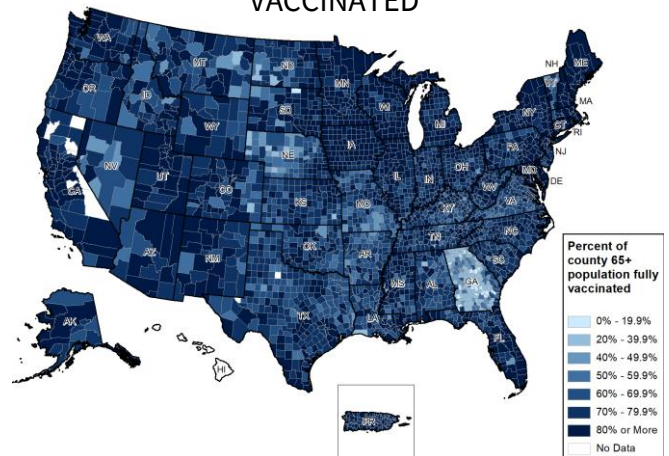 VACCINATED
WA
MT
ND
MN
OR
ID
SD
WI
MI
NH
VT
ME
NY
MA
CT
RI
WY
NE
IA
PA
NJ
NV
UT
CO
IL
IN
OH
MD
DE
CA
KS
MO
WV
VA
KY
AZ
NM
OK
AR
TN
NC
SC
TX
LA
MS
AL
GA
FL
AK
HI
PR
Percent of
county 65+
population fully
vaccinated
0% - 19.9%
20% - 39.9%
40% - 49.9%
50% - 59.9%
60% - 69.9%
70% - 79.9%
80% or More
No Data